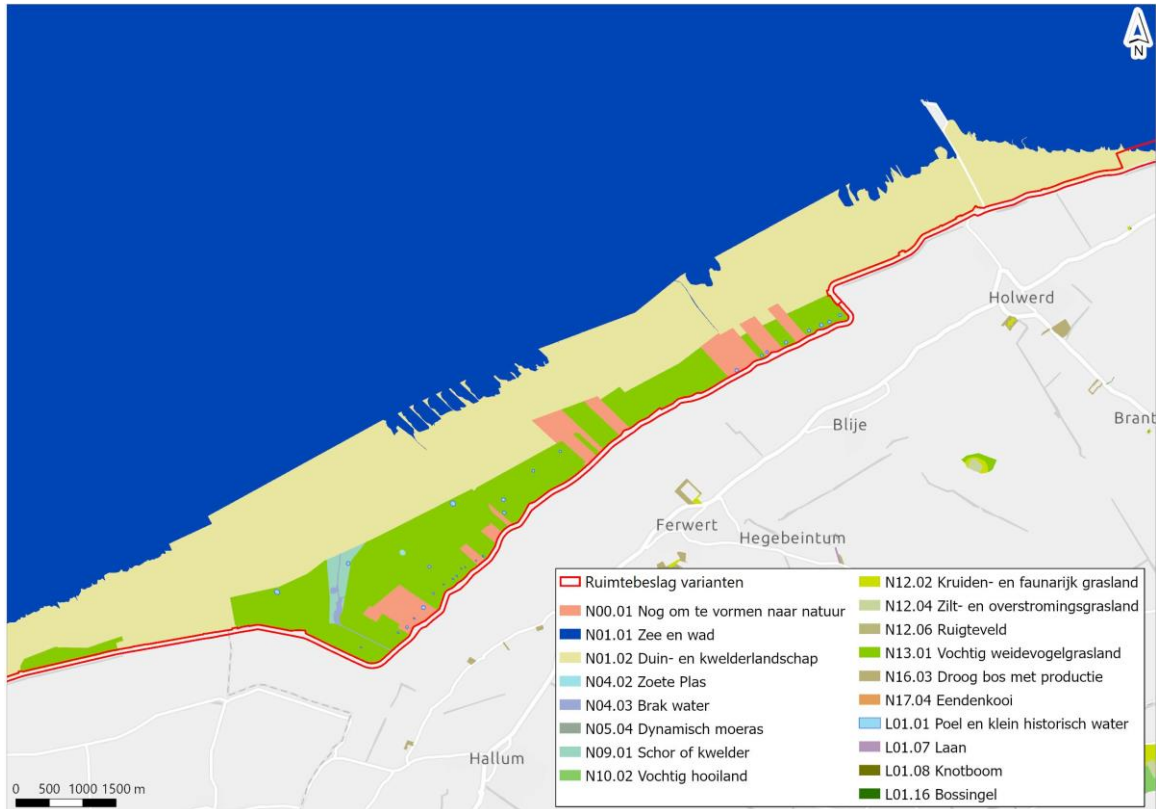 N
Holwerd
Blije
Brant
Ferwert
Hegebeintum
Hallum
0 500 1000 1500 m
Ruimtebeslag varianten
N00.01 Nog om te vormen naar natuur
N01.01 Zee en wad
N01.02 Duin- en kwelderlandschap
N04.02 Zoete Plas
N04.03 Brak water
N05.04 Dynamisch moeras
N09.01 Schor of kwelder
N10.02 Vochtig hooiland
N12.02 Kruiden- en faunarijk grasland
N12.04 Zilt- en overstromingsgrasland
N12.06 Ruigteveld
N13.01 Vochtig weidevogelgrasland
N16.03 Droog bos met productie
N17.04 Eendenkooi
L01.01 Poel en klein historisch water
L01.07 Laan
L01.08 Knotboom
L01.16 Bossingel